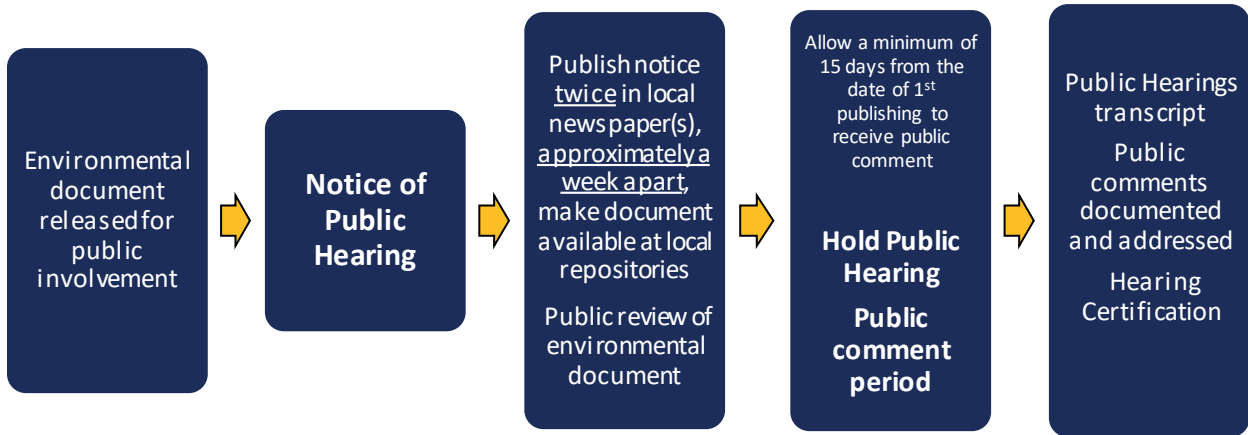 Environmental
document
released for
public
involvement
Notice of
Public
Hearing
Publish notice
twice in local
newspaper(s),
approximately a
week apart,
make document
available at local
repositories
Public review of
environmental
document
Allow a minimum of
15 days from the
date of 1st
publishing to
receive public
comment
Hold Public
Hearing
Public
comment
period
Public Hearings
transcript
Public
comments
documented
and addressed
Hearing
Certification